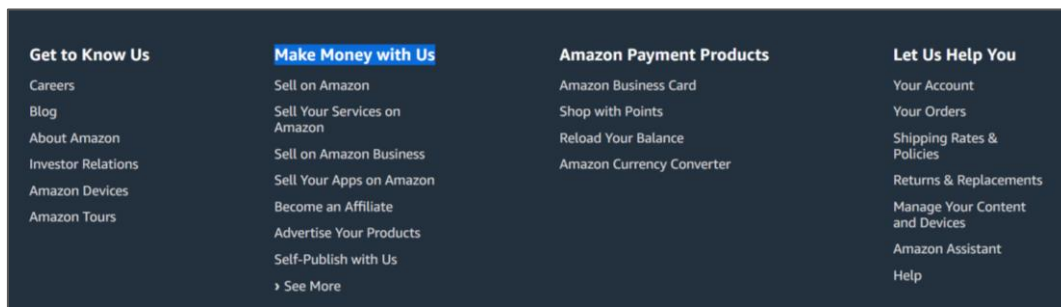 Get to Know Us
Careers
Blog
About Amazon
Investor Relations
Amazon Devices
Amazon Tours
Make Money with Us
Sell on Amazon
Sell Your Services on
Amazon
Sell on Amazon Business
Sell Your Apps on Amazon
Become an Affiliate
Advertise Your Products
Self-Publish with Us
› See More
Amazon Payment Products
Amazon Business Card
Shop with Points
Reload Your Balance
Amazon Currency Converter
Let Us Help You
Your Account
Your Orders
Shipping Rates &
Policies
Returns & Replacements
Manage Your Content
and Devices
Amazon Assistant
Help